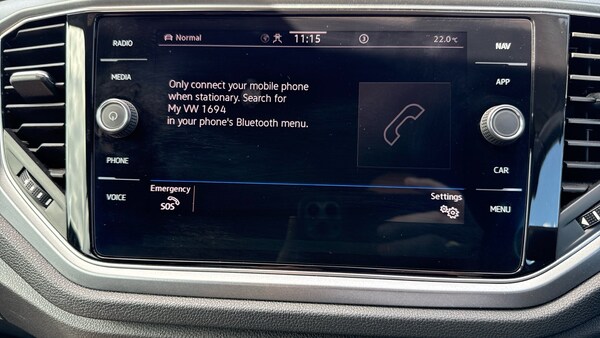 RADIO
MEDIA
PHONE
VOICE
Normal
11:15
3
22.0 °C
Only connect your mobile phone
when stationary. Search for
My VW 1694
in your phone's Bluetooth menu.
Emergency
SOS
Settings
NAV
APP
CAR
MENU